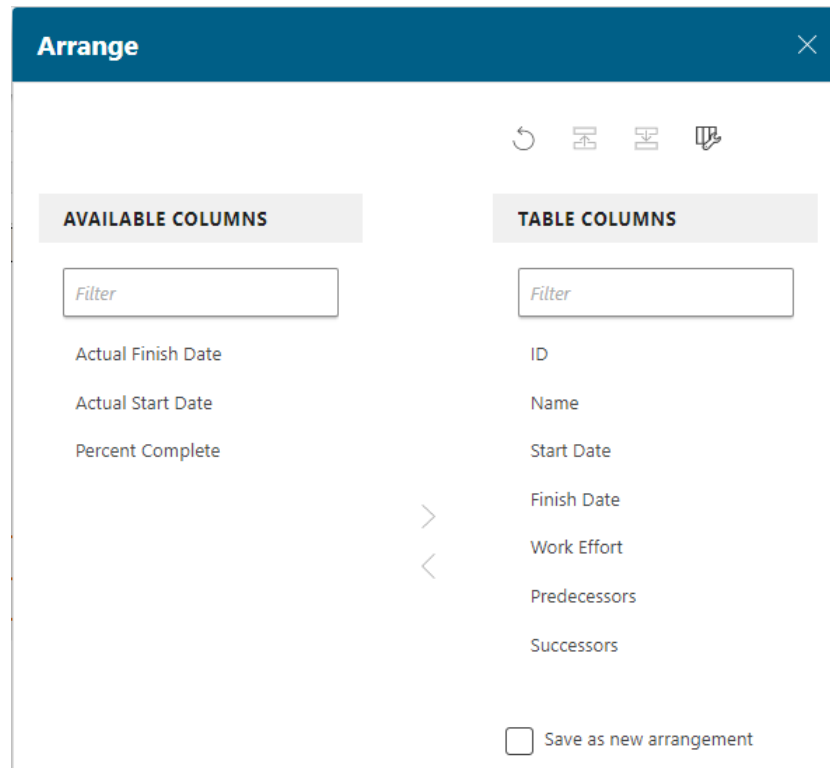 Arrange
AVAILABLE COLUMNS
Filter
Actual Finish Date
Actual Start Date
Percent Complete
TABLE COLUMNS
Filter
ID
Name
Start Date
Finish Date
Work Effort
Predecessors
Successors
Save as new arrangement